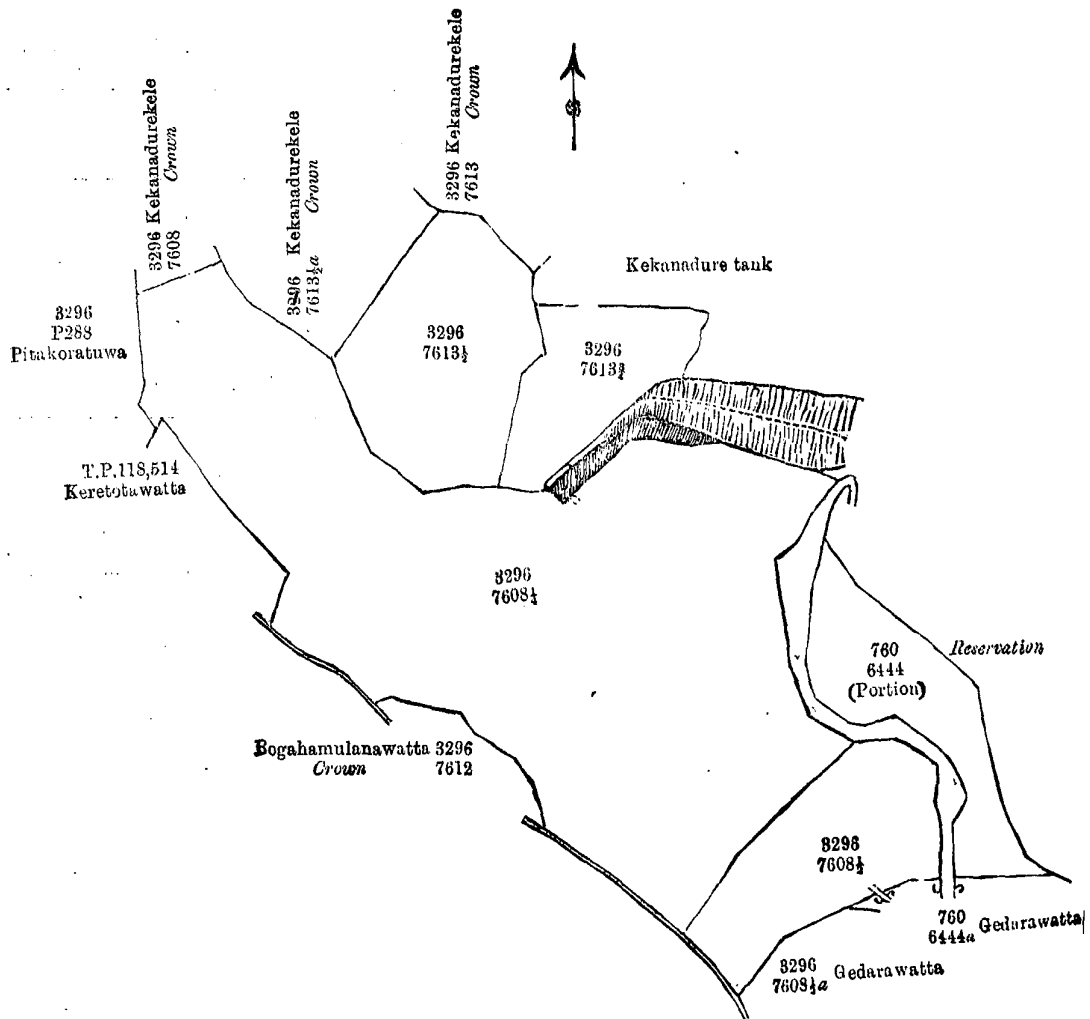 3296 Kekanadurekele
7608 Crown
3296 Kekanadurekele
7613½a Crown
3296 Kekanadurekele
7613 Crown
Kekanadure tank
3296
P288
Pitakoratuwa
3296
7613½
3296
7613¾
T.P.118,514
Keretotawatta
3296
7608¼
760
6444
(Portion)
Reservation
Bogahamulanawatta 3296
Crown 7612
3296
7608½
760
6444a Gedarawatta
3296
7608½a Gedarawatta